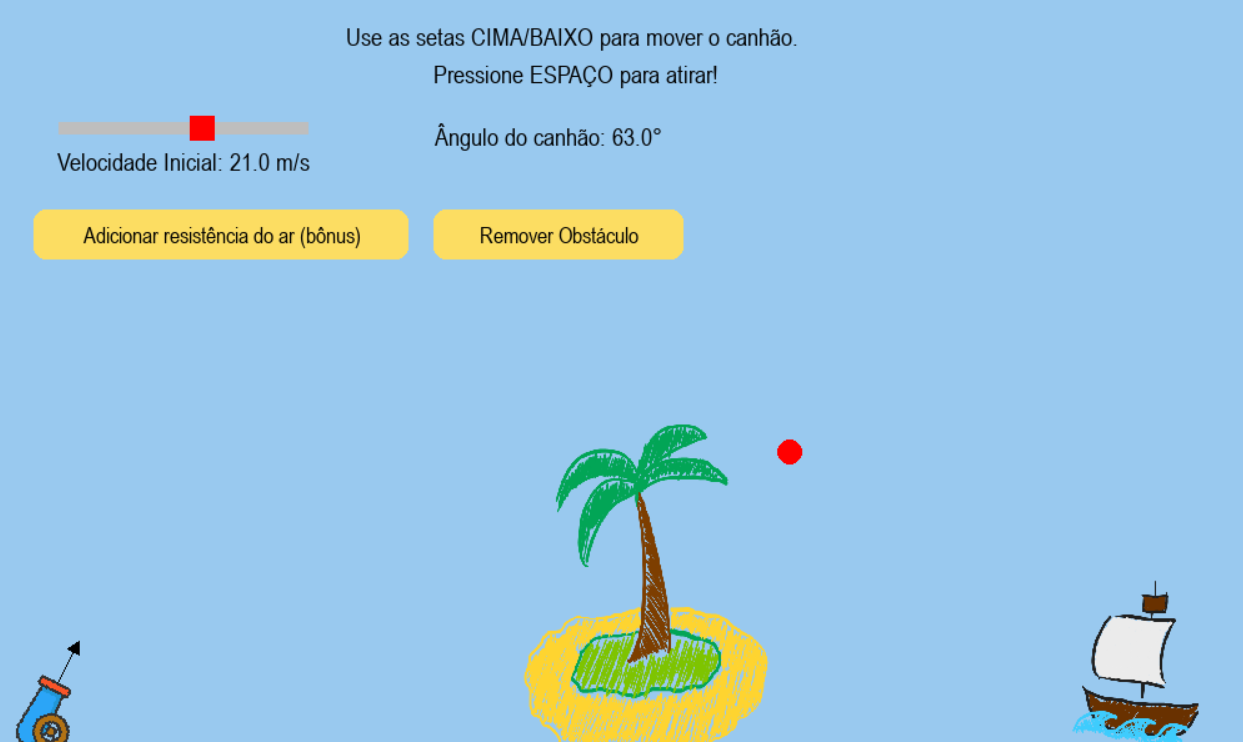 Use as setas CIMA/BAIXO para mover o canhão.
Pressione ESPAÇO para atirar!
Ângulo do canhão: 63.0°
Velocidade Inicial: 21.0 m/s
Adicionar resistência do ar (bônus)
Remover Obstáculo